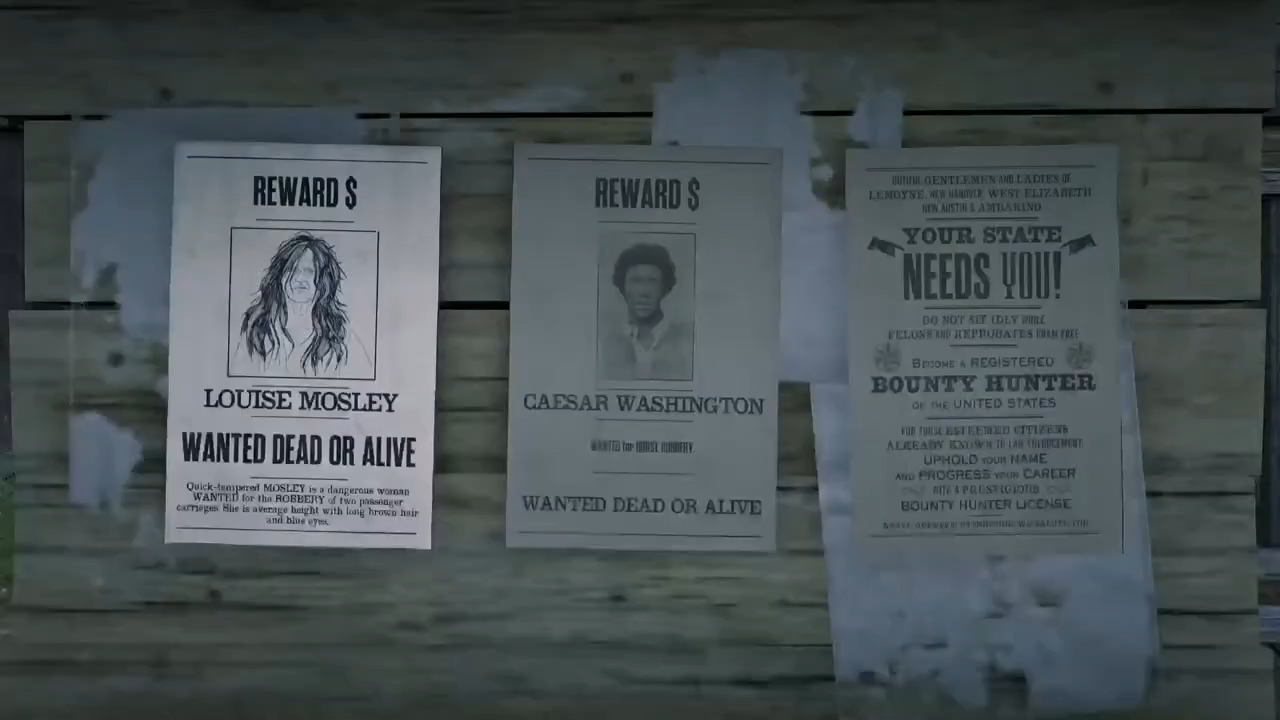 REWARD $
LOUISE MOSLEY
WANTED DEAD OR ALIVE
Quick-tempered MOSLEY is a dangerous woman
WANTED for the ROBBERY of two passenger
carriages. She is average height with long brown hair
and blue eyes.
REWARD $
CAESAR WASHINGTON
WANTED for HORSE ROBBERY
WANTED DEAD OR ALIVE
GENTLEMEN AND LADIES OF
LEMOYNE, NEW HANOVER, WEST ELIZABETH
NEW AUSTIN & AMBARINO
YOUR STATE
NEEDS YOU!
DO NOT SIT IDLY WHILE
FELONS AND REPROBATES ROAM FREE
BECOME A REGISTERED
BOUNTY HUNTER
OF THE UNITED STATES
FOR THOSE ESTEEMED CITIZENS
ALREADY KNOWN TO LAW ENFORCEMENT
UPHOLD YOUR NAME
AND PROGRESS YOUR CAREER
WITH A PRESTIGIOUS
BOUNTY HUNTER LICENSE